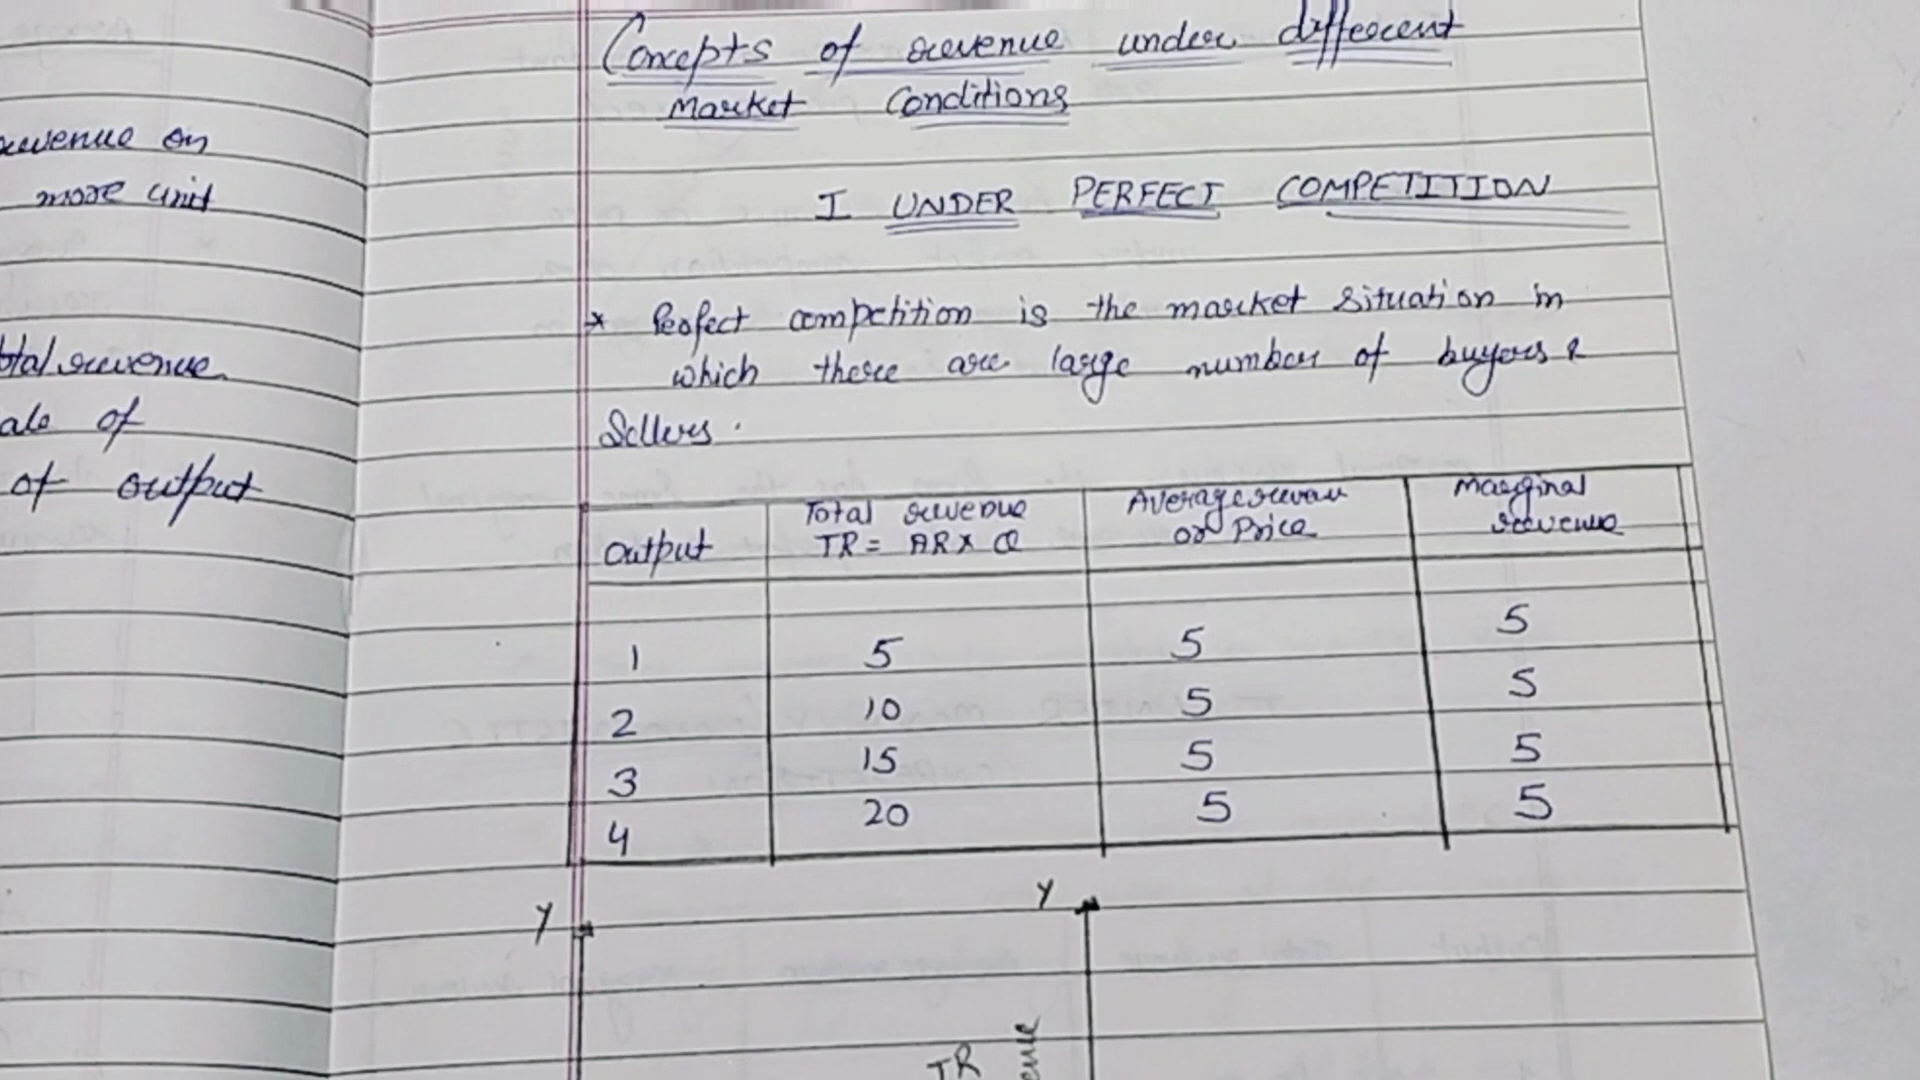 revenue on
more unit
total revenue
sale of
of output
Concepts of revenue under different
Market Conditions
I UNDER PERFECT COMPETITION
* Perfect competition is the market situation in
which there are large number of buyers &
Sellers.
Output Total revenue TR = AR x Q Average revenue or Price Marginal revenue
1 5 5 5
2 10 5 5
3 15 5 5
4 20 5 5
Y Y
TR